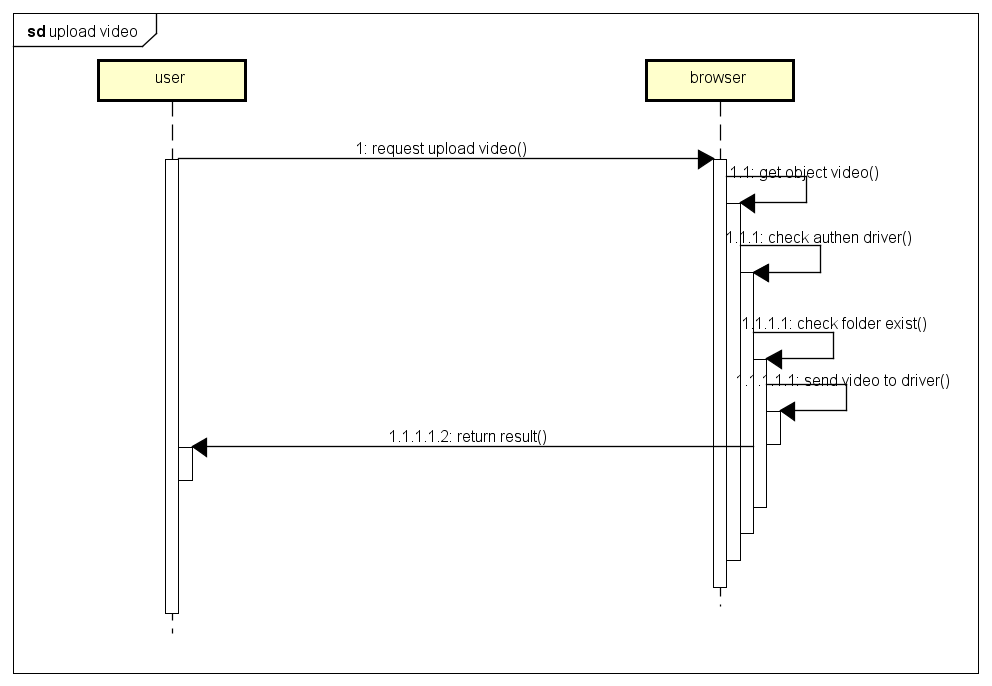 sd upload video
user
browser
1: request upload video()
1.1: get object video()
1.1.1: check authen driver()
1.1.1.1: check folder exist()
1.1.1.1.1: send video to driver()
1.1.1.1.2: return result()